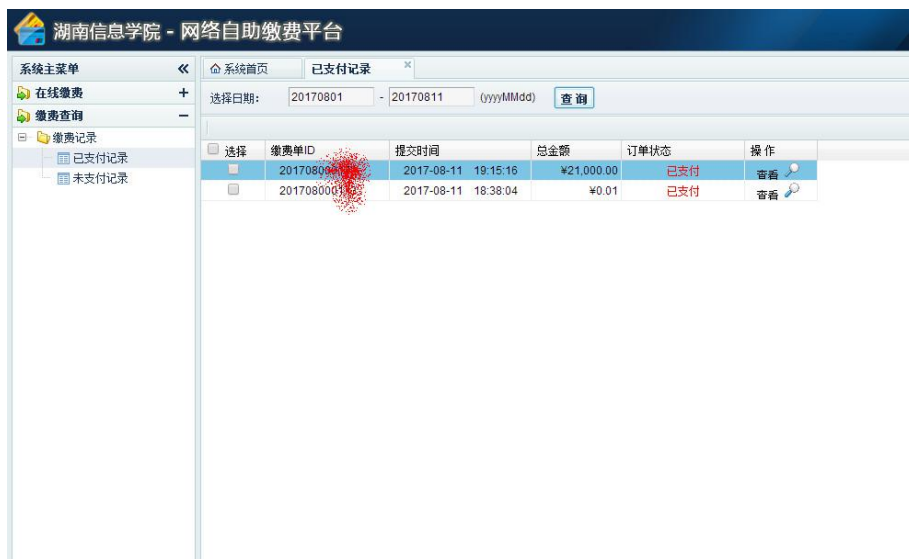 湖南信息学院 - 网络自助缴费平台
系统主菜单 «
在线缴费 +
缴费查询 −
缴费记录
已支付记录
未支付记录
系统首页 已支付记录 ×
选择日期: 20170801 - 20170811 (yyyyMMdd) 查 询
选择 缴费单ID 提交时间 总金额 订单状态 操作
2017080 2017-08-11 19:15:16 ¥21,000.00 已支付 查看
201708000 2017-08-11 18:38:04 ¥0.01 已支付 查看